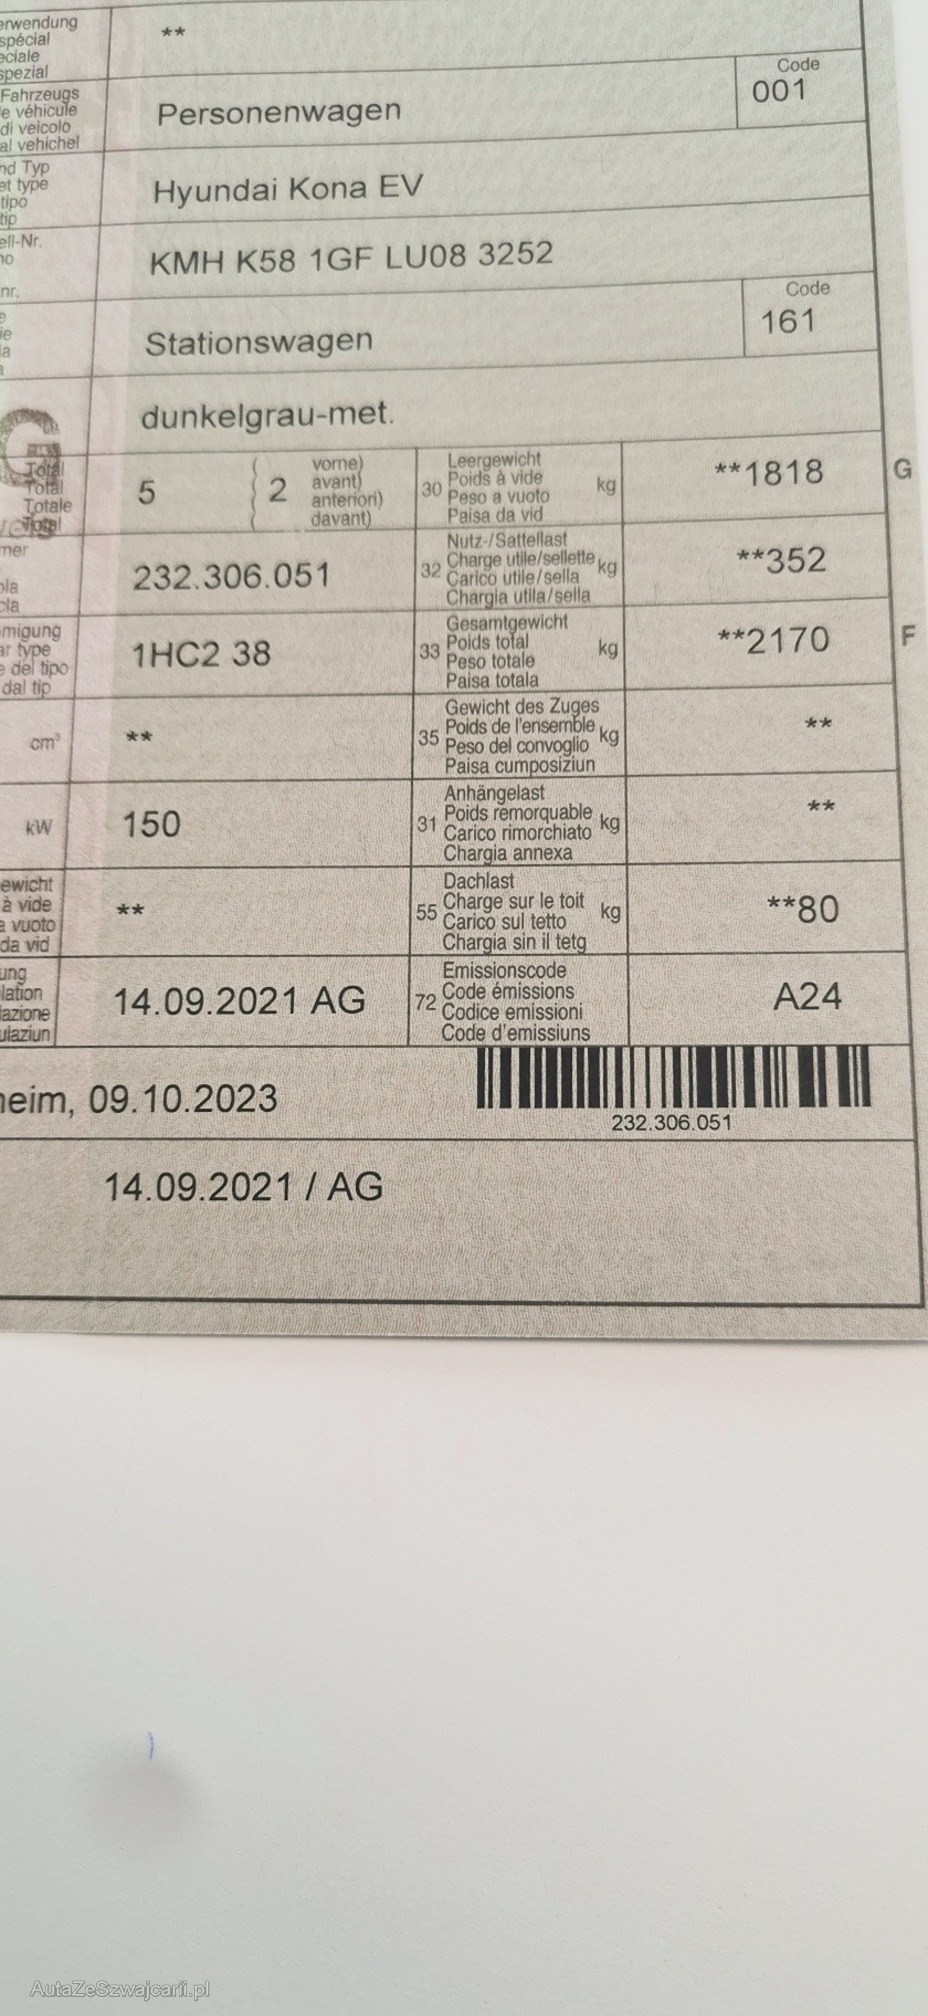 erwendung
spécial
eciale
spezial
**
Fahrzeugs
e véhicule
di veicolo
al vehichel
Personenwagen
Code
001
nd Typ
et type
tipo
tip
Hyundai Kona EV
ell-Nr.
no
nr.
KMH K58 1GF LU08 3252
e
ie
la
a
Stationswagen
Code
161
dunkelgrau-met.
Total
Total
Totale
Total
5
2
vorne)
avant)
anteriori)
davant)
30
Leergewicht
Poids à vide
Peso a vuoto
Paisa da vid
kg
**1818
G
mer
ola
cla
232.306.051
32
Nutz-/Sattellast
Charge utile/sellette
Carico utile/sella
Chargia utila/sella
kg
**352
migung
ar type
e del tipo
dal tip
1HC2 38
33
Gesamtgewicht
Poids total
Peso totale
Paisa totala
kg
**2170
F
cm³
**
35
Gewicht des Zuges
Poids de l'ensemble
Peso del convoglio
Paisa cumposiziun
kg
**
kW
150
31
Anhängelast
Poids remorquable
Carico rimorchiato
Chargia annexa
kg
**
ewicht
à vide
a vuoto
da vid
**
55
Dachlast
Charge sur le toit
Carico sul tetto
Chargia sin il tetg
kg
**80
ung
lation
lazione
ulaziun
14.09.2021 AG
72
Emissionscode
Code émissions
Codice emissioni
Code d'emissiuns
A24
heim, 09.10.2023
232.306.051
14.09.2021 / AG
AutaZeSzwajcarii.pl